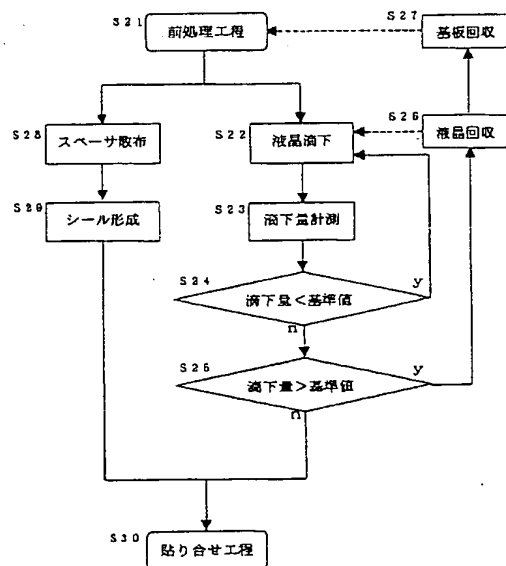 S21
前処理工程
S27
基板回収
S26
液晶回収
S28
スペーサ散布
S22
液晶滴下
S29
シール形成
S23
滴下量計測
S24
滴下量<基準値
y
n
S25
滴下量>基準値
y
n
S30
貼り合せ工程